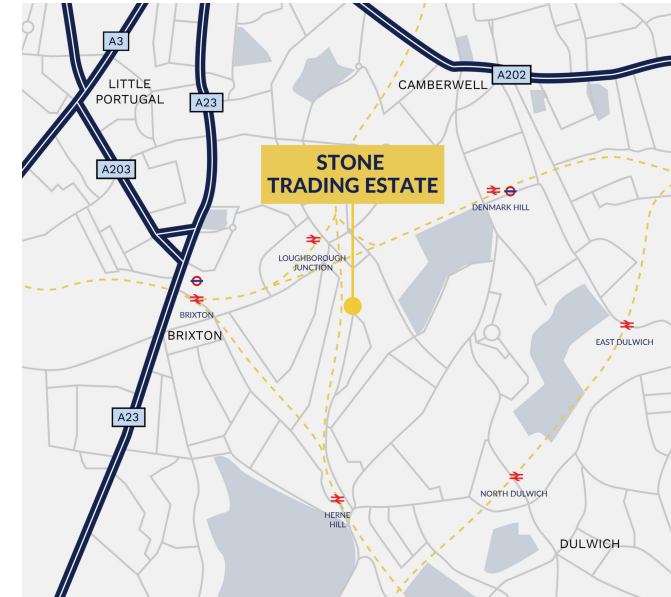 A3
LITTLE
PORTUGAL
A23
CAMBERWELL
A202
STONE
TRADING ESTATE
A203
DENMARK HILL
LOUGHBOROUGH
JUNCTION
BRIXTON
BRIXTON
EAST DULWICH
A23
NORTH DULWICH
HERNE
HILL
DULWICH